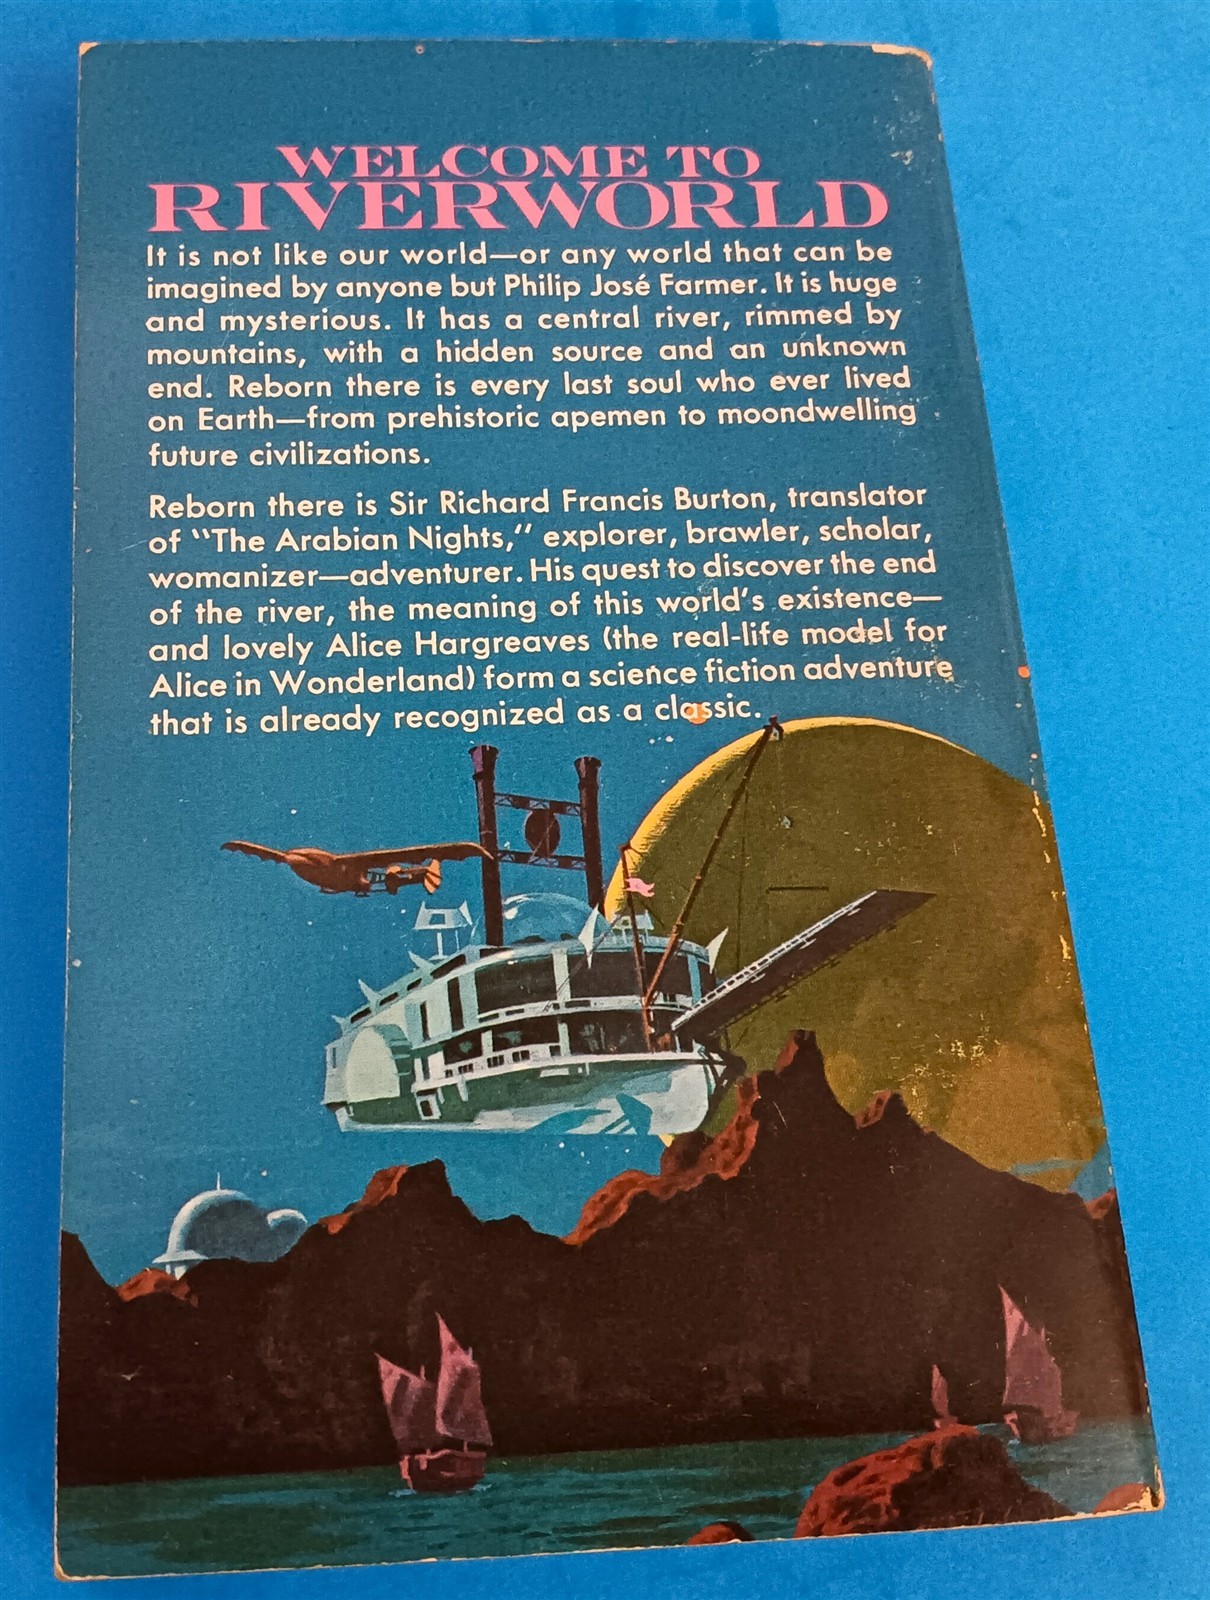 WELCOME TO
RIVERWORLD
It is not like our world—or any world that can be
imagined by anyone but Philip José Farmer. It is huge
and mysterious. It has a central river, rimmed by
mountains, with a hidden source and an unknown
end. Reborn there is every last soul who ever lived
on Earth—from prehistoric apemen to moondwelling
future civilizations.
Reborn there is Sir Richard Francis Burton, translator
of "The Arabian Nights," explorer, brawler, scholar,
womanizer—adventurer. His quest to discover the end
of the river, the meaning of this world's existence—
and lovely Alice Hargreaves (the real-life model for
Alice in Wonderland) form a science fiction adventure
that is already recognized as a classic.